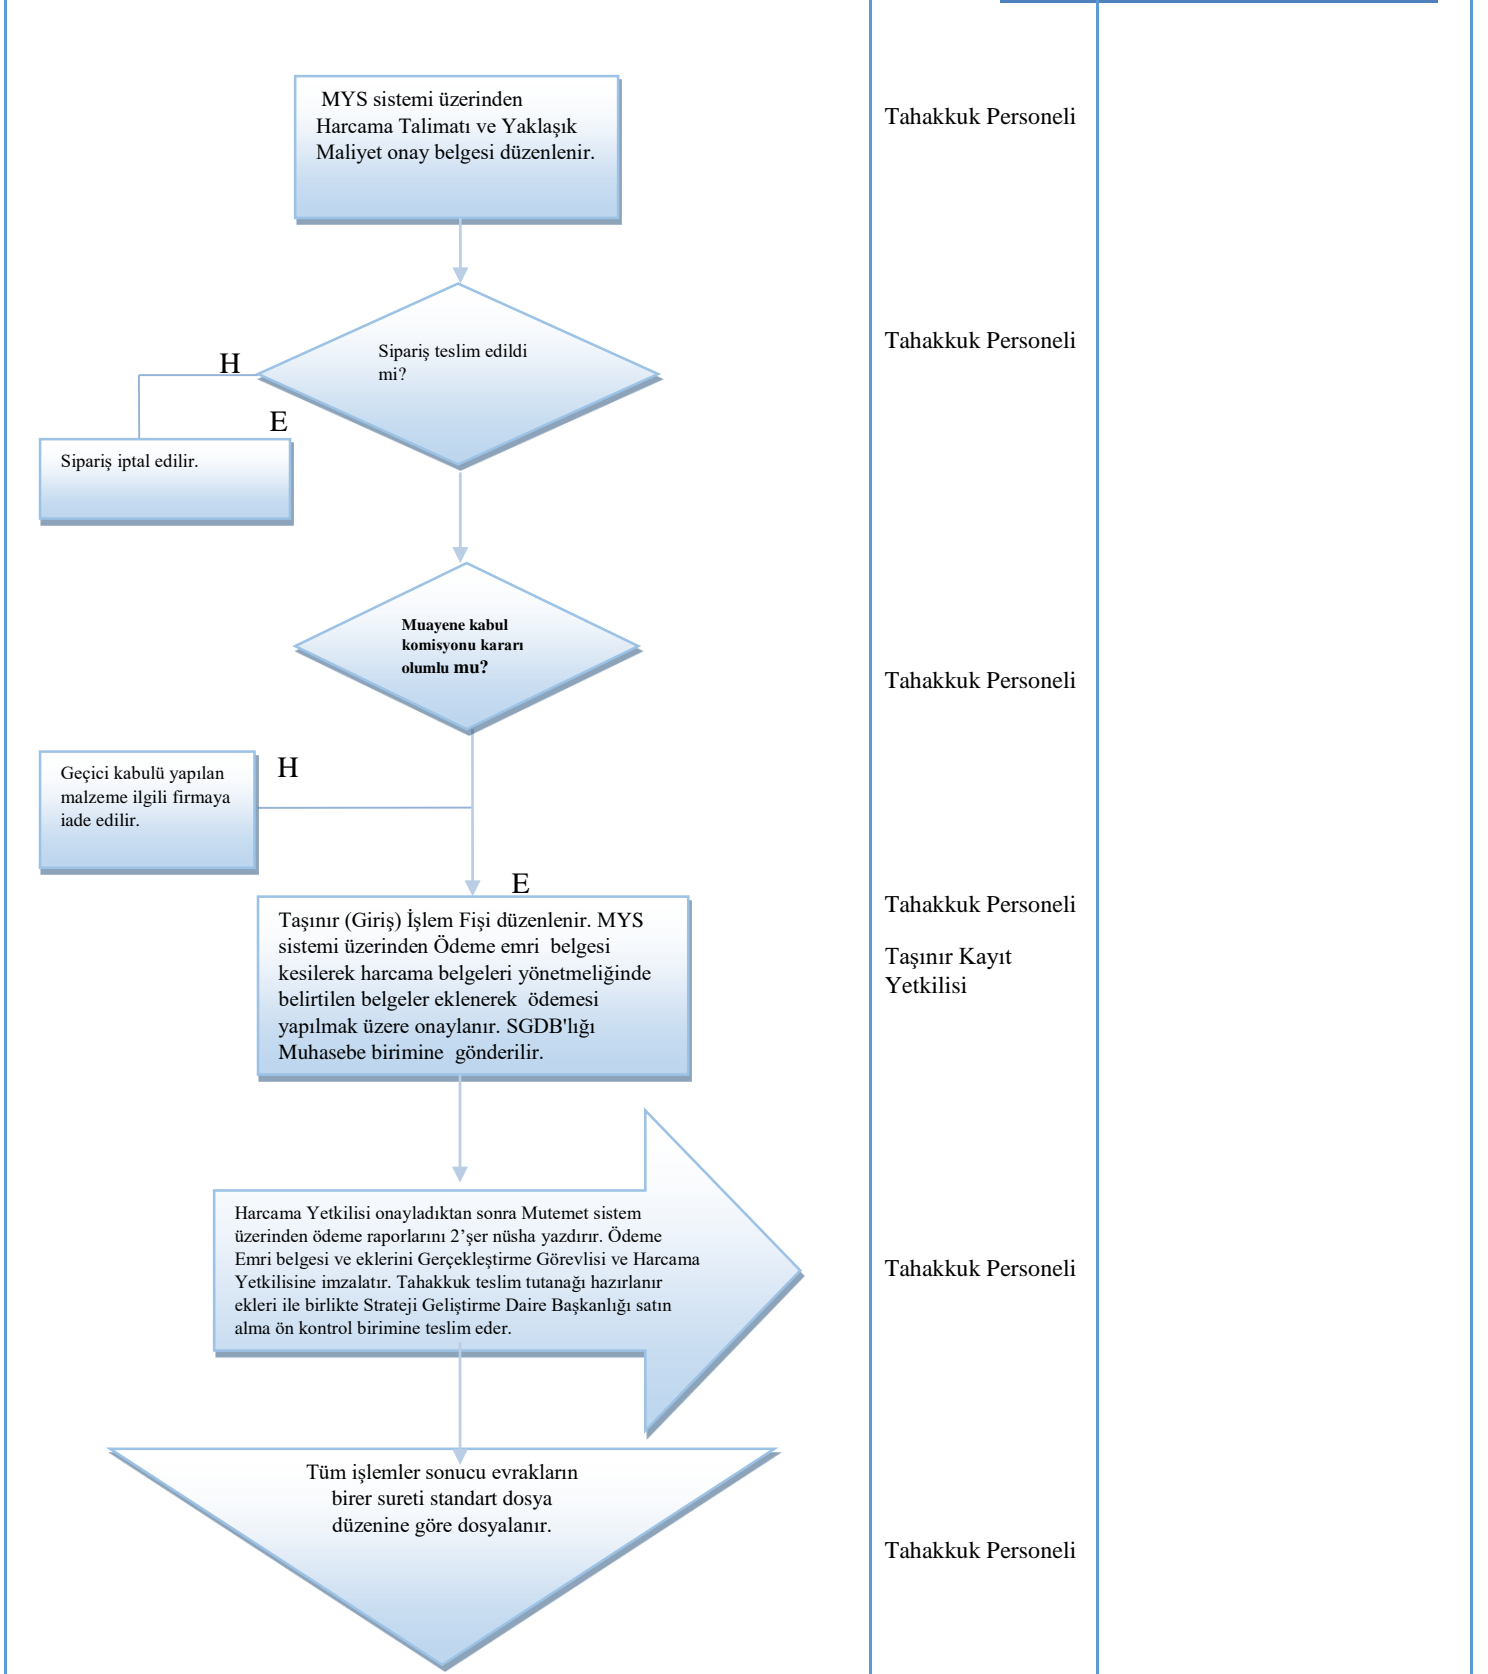 MYS sistemi üzerinden
Harcama Talimatı ve Yaklaşık
Maliyet onay belgesi düzenlenir.
Tahakkuk Personeli
Sipariş teslim edildi
mi?
Tahakkuk Personeli
H
E
Sipariş iptal edilir.
Muayene kabul
komisyonu kararı
olumlu mu?
Tahakkuk Personeli
Geçici kabulü yapılan
malzeme ilgili firmaya
iade edilir.
H
E
Taşınır (Giriş) İşlem Fişi düzenlenir. MYS
sistemi üzerinden Ödeme emri  belgesi
kesilerek harcama belgeleri yönetmeliğinde
belirtilen belgeler eklenerek  ödemesi
yapılmak üzere onaylanır. SGDB'lığı
Muhasebe birimine  gönderilir.
Tahakkuk Personeli
Taşınır Kayıt
Yetkilisi
Harcama Yetkilisi onayladıktan sonra Mutemet sistem
üzerinden ödeme raporlarını 2’şer nüsha yazdırır. Ödeme
Emri belgesi ve eklerini Gerçekleştirme Görevlisi ve Harcama
Yetkilisine imzalatır. Tahakkuk teslim tutanağı hazırlanır
ekleri ile birlikte Strateji Geliştirme Daire Başkanlığı satın
alma ön kontrol birimine teslim eder.
Tahakkuk Personeli
Tüm işlemler sonucu evrakların
birer sureti standart dosya
düzenine göre dosyalanır.
Tahakkuk Personeli